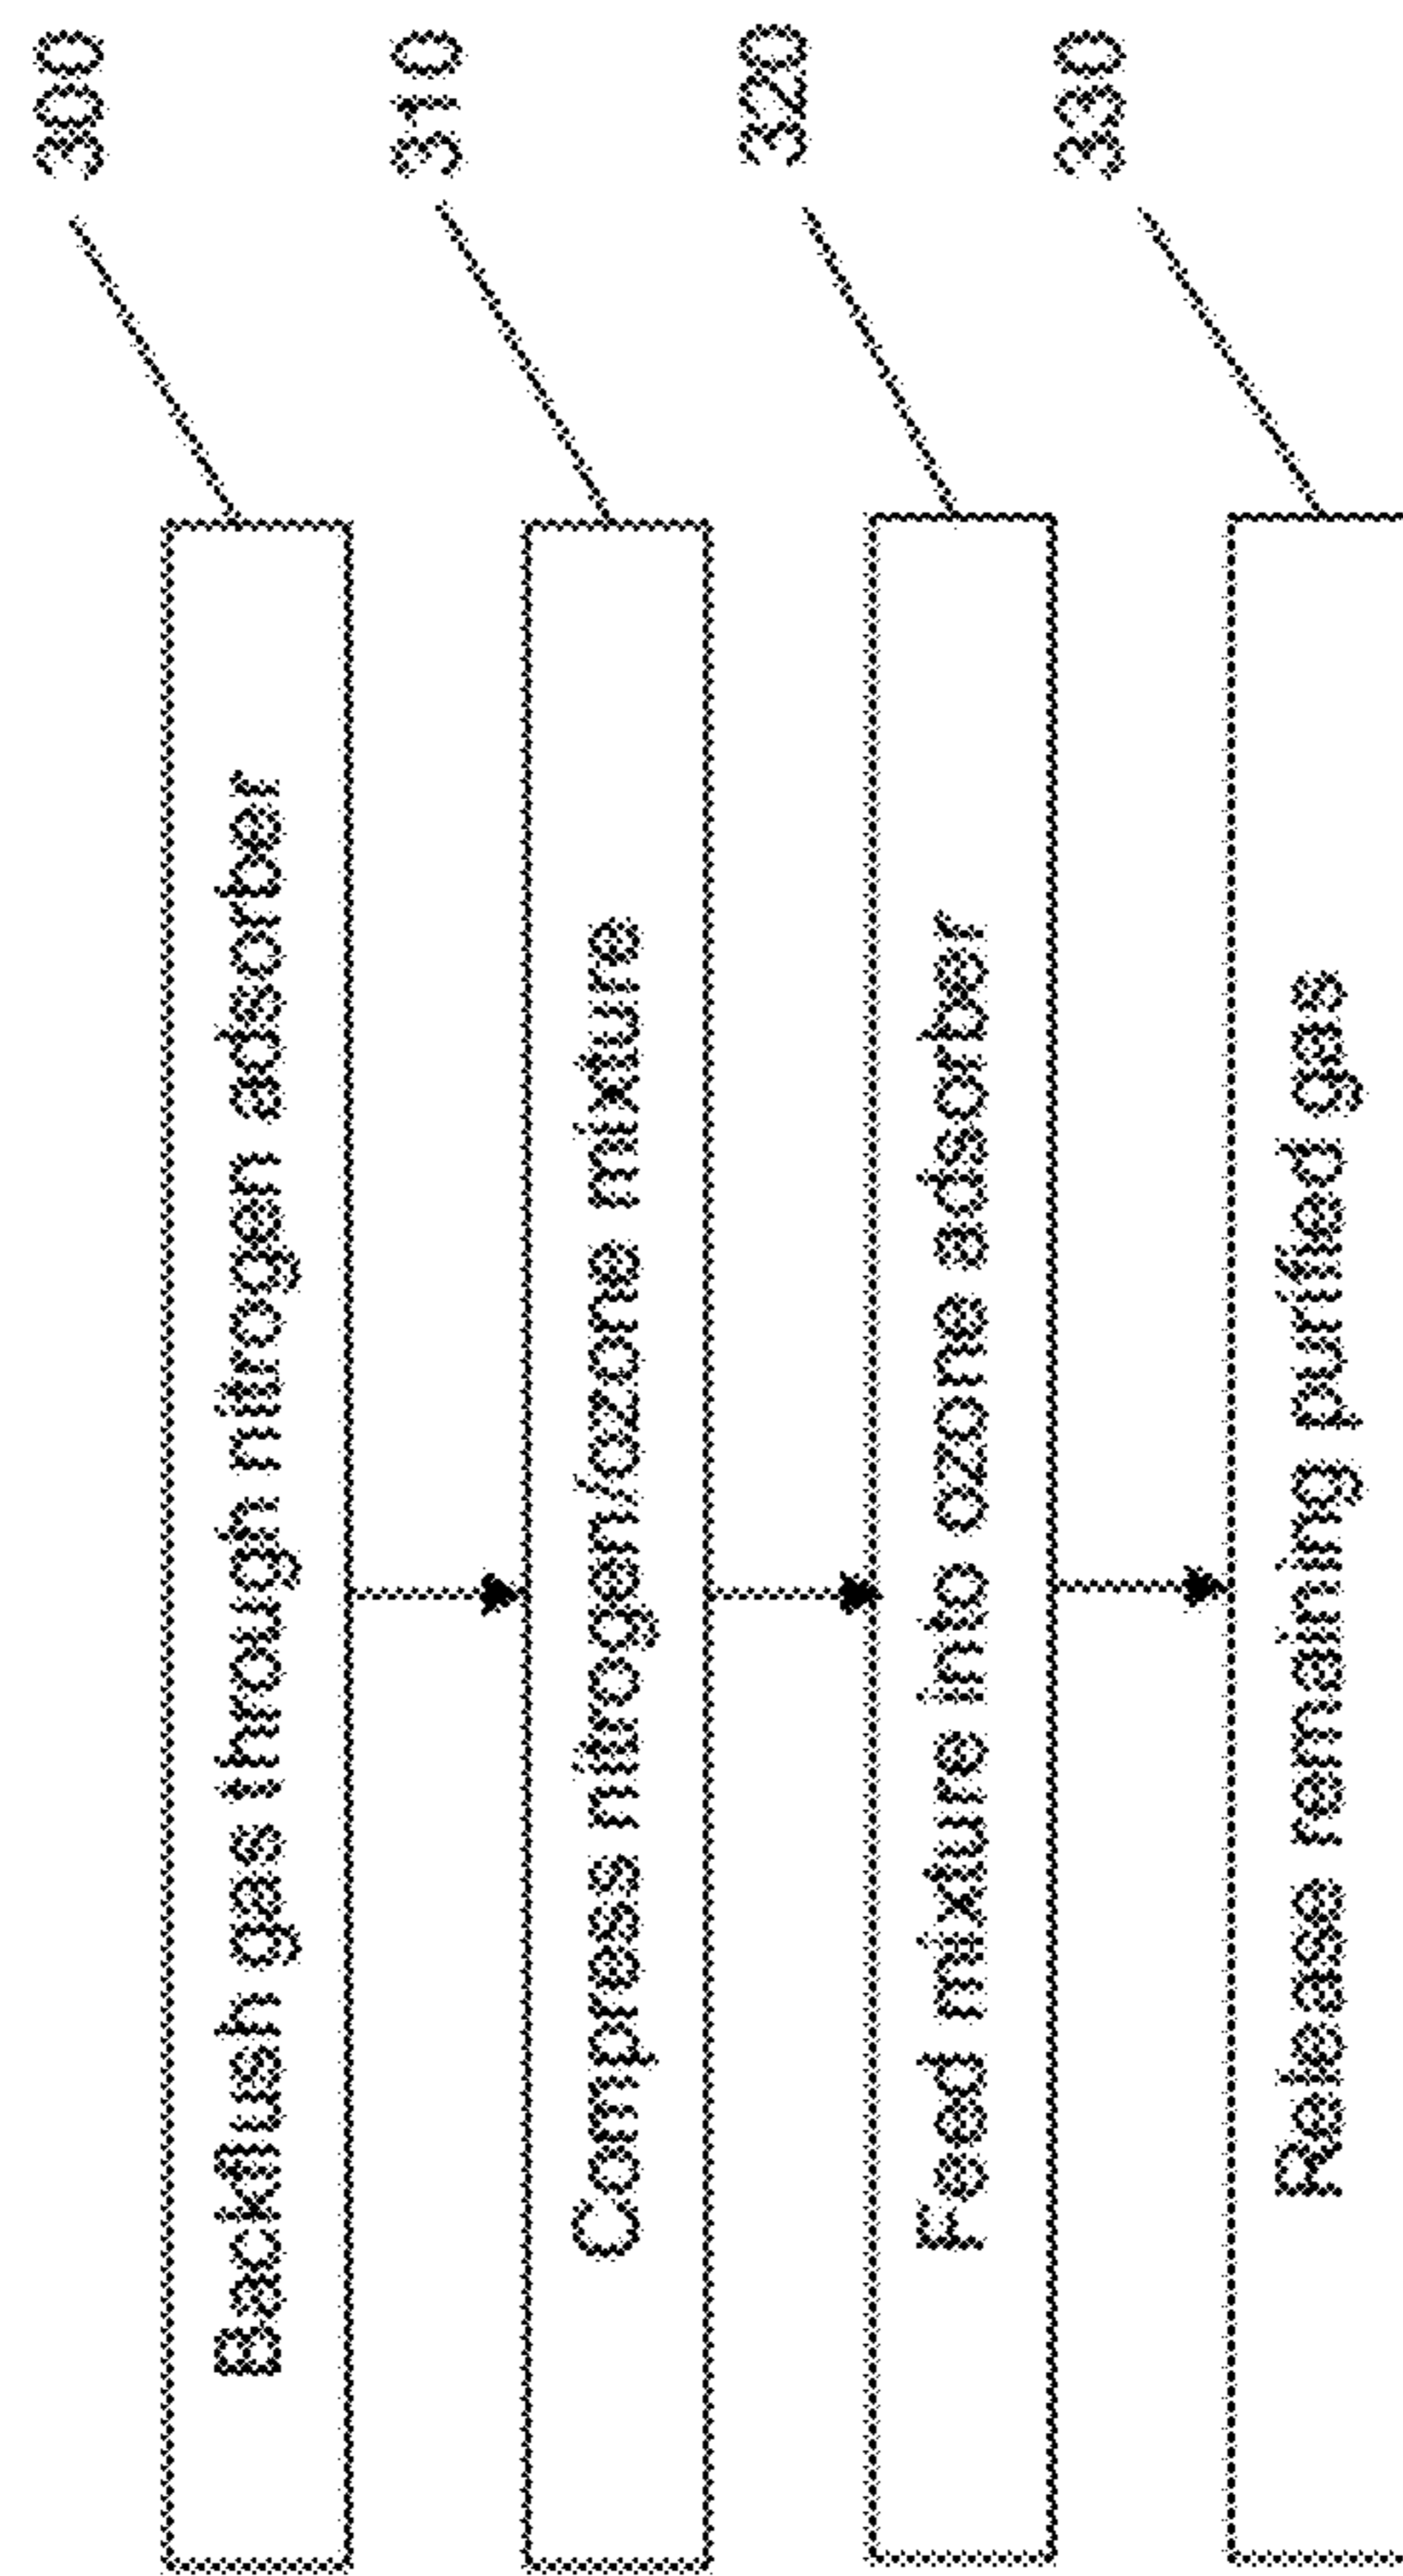 300
Backflush gas through nitrogen adsorber
310
Compress nitrogen/ozone mixture
320
Feed mixture into ozone adsorber
330
Release remaining purified gas